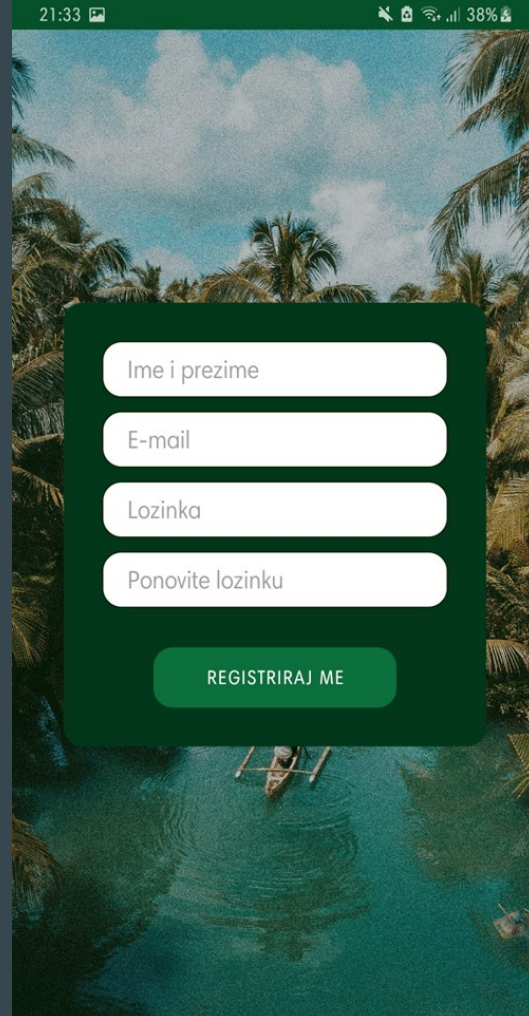 21:33
38%
Ime i prezime
E-mail
Lozinka
Ponovite lozinku
REGISTRIRAJ ME